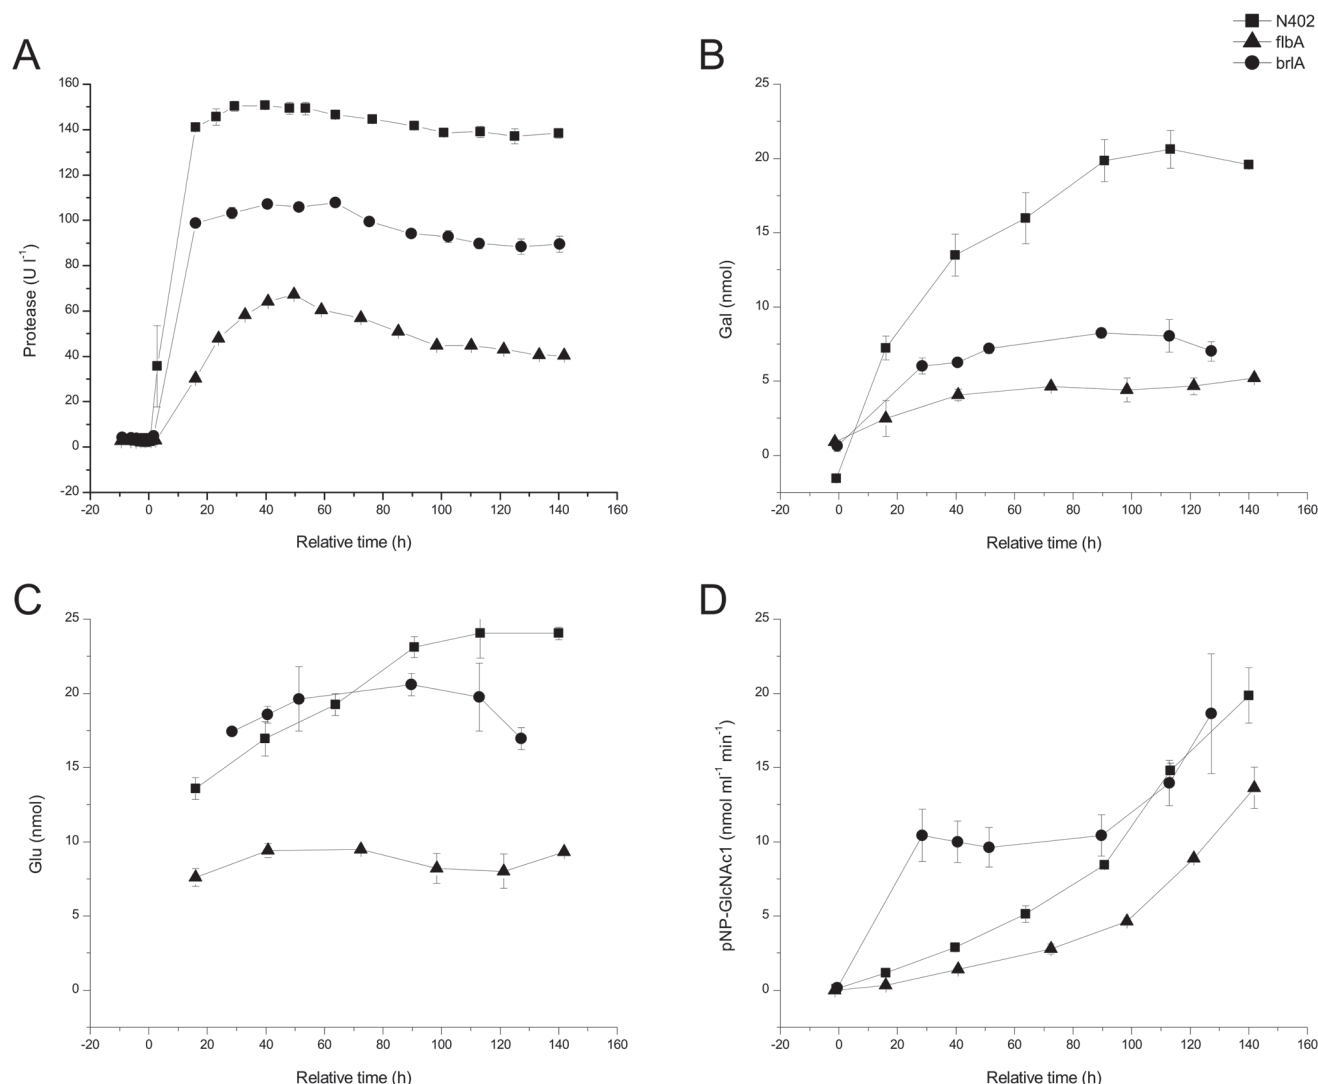 N402
flbA
brlA
A
160
140
120
100
80
60
40
20
0
-20
Protease (U l⁻¹)
-20 0 20 40 60 80 100 120 140 160
Relative time (h)
B
25
20
15
10
5
0
Gal (nmol)
-20 0 20 40 60 80 100 120 140 160
Relative time (h)
C
25
20
15
10
5
0
Glu (nmol)
-20 0 20 40 60 80 100 120 140 160
Relative time (h)
D
25
20
15
10
5
0
pNP-GlcNAc1 (nmol ml⁻¹ min⁻¹)
-20 0 20 40 60 80 100 120 140 160
Relative time (h)